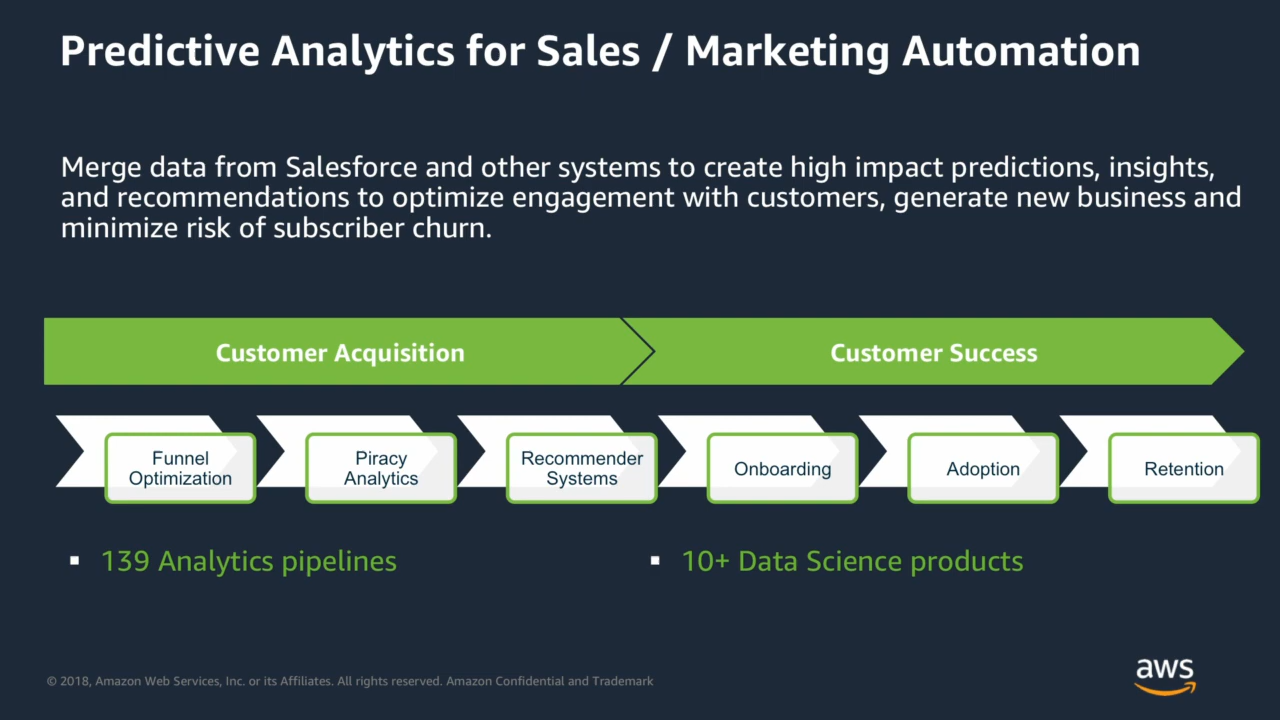 Predictive Analytics for Sales / Marketing Automation
Merge data from Salesforce and other systems to create high impact predictions, insights,
and recommendations to optimize engagement with customers, generate new business and
minimize risk of subscriber churn.
Customer Acquisition
Customer Success
Funnel
Optimization
Piracy
Analytics
Recommender
Systems
Onboarding
Adoption
Retention
▪ 139 Analytics pipelines
▪ 10+ Data Science products
© 2018, Amazon Web Services, Inc. or its Affiliates. All rights reserved. Amazon Confidential and Trademark
aws